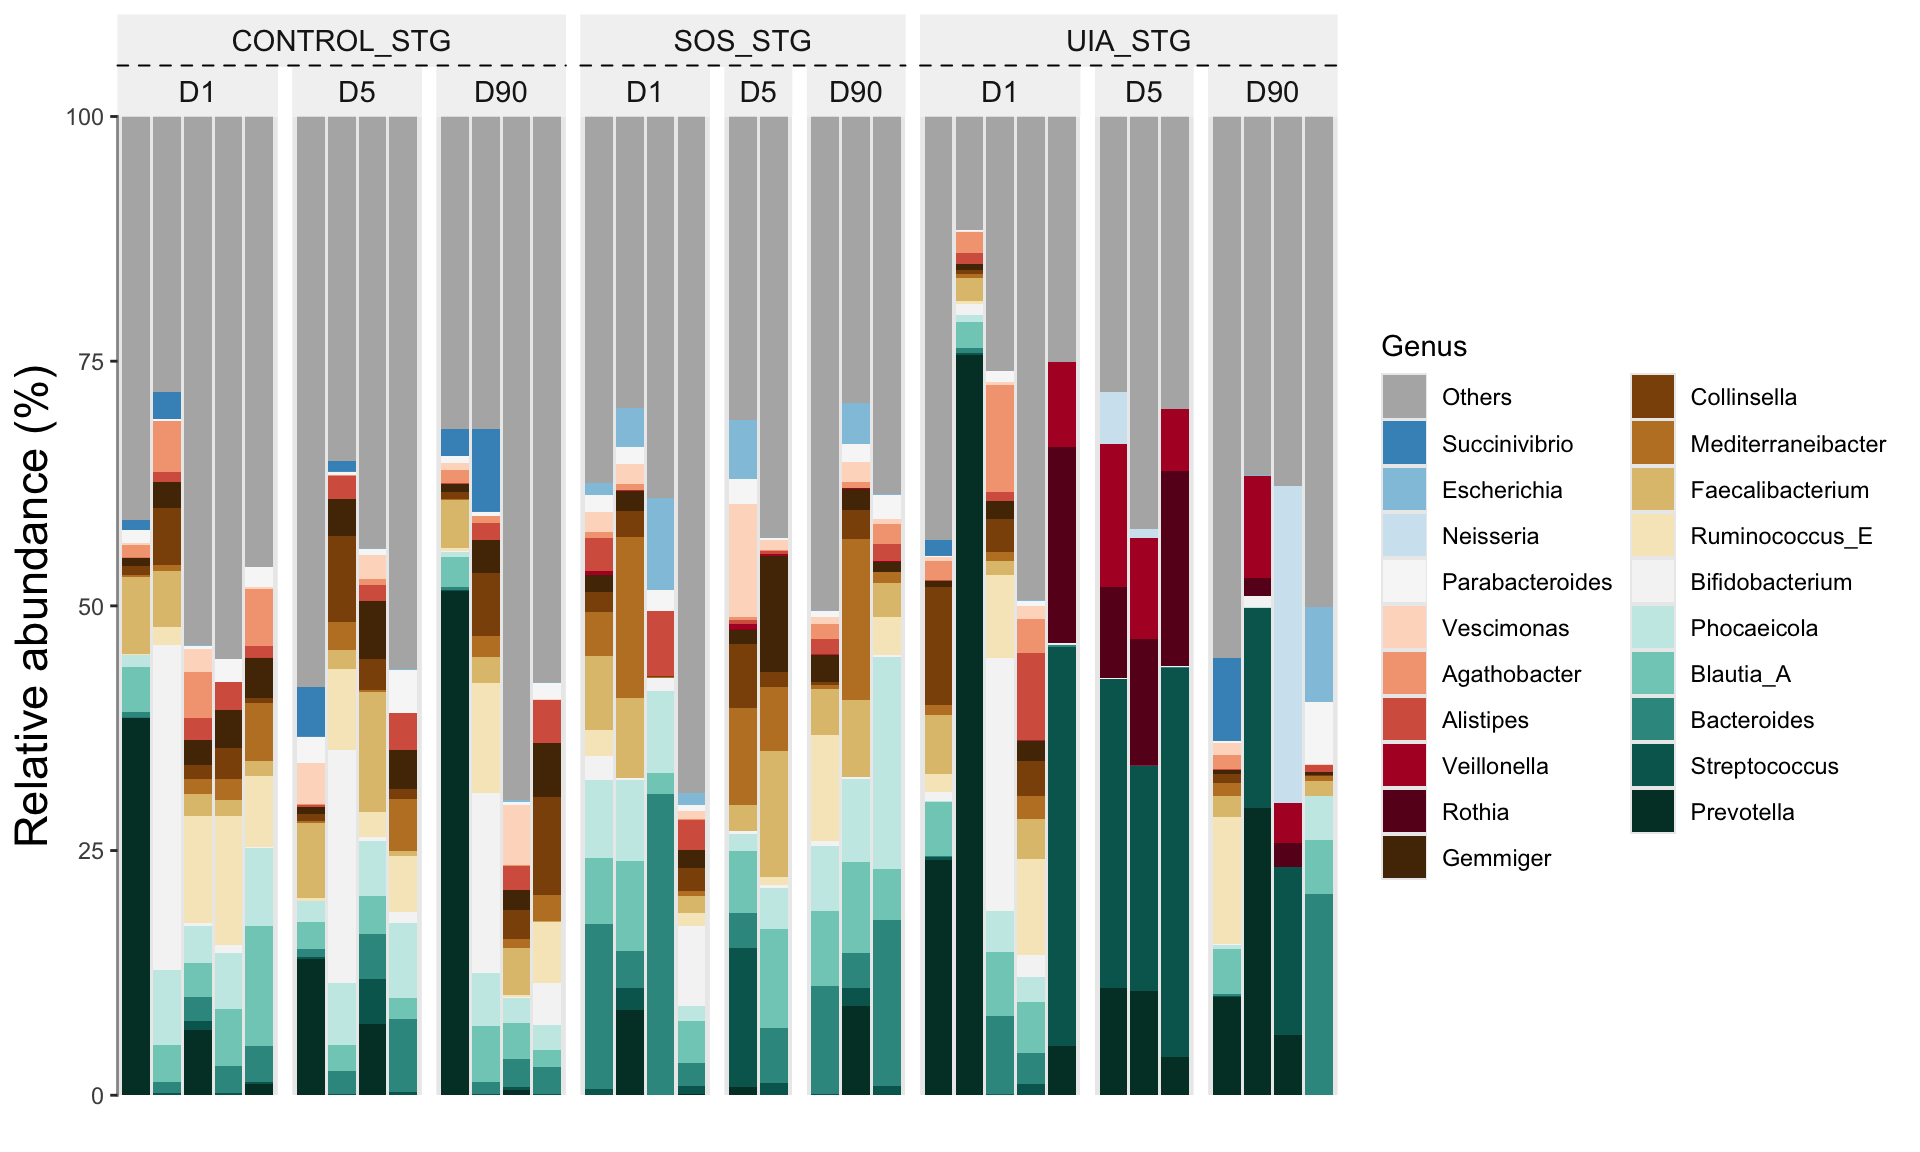 CONTROL_STG SOS_STG UIA_STG
D1 D5 D90 D1 D5 D90 D1 D5 D90
100
75
50
25
0
Relative abundance (%)
Genus
Others
Succinivibrio
Escherichia
Neisseria
Parabacteroides
Vescimonas
Agathobacter
Alistipes
Veillonella
Rothia
Gemmiger
Collinsella
Mediterraneibacter
Faecalibacterium
Ruminococcus_E
Bifidobacterium
Phocaeicola
Blautia_A
Bacteroides
Streptococcus
Prevotella